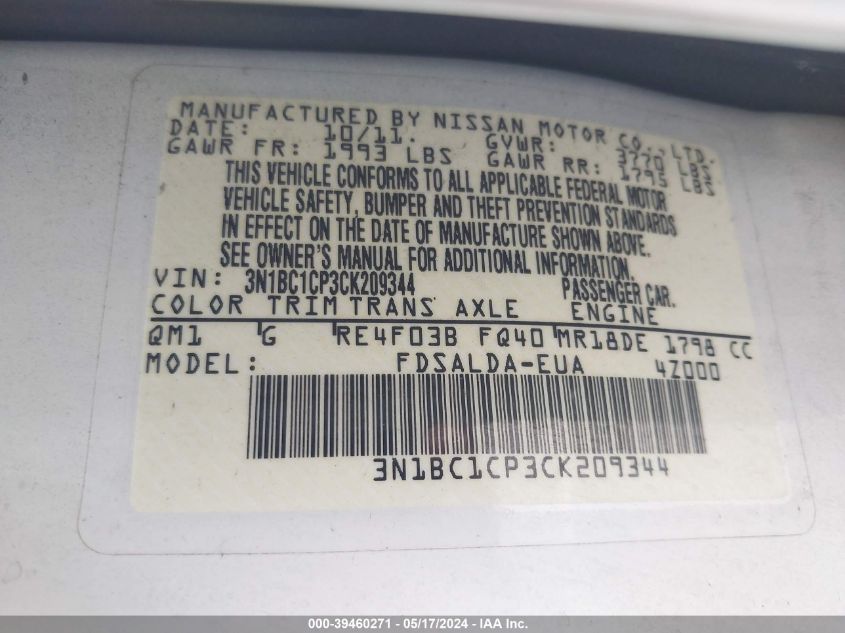 MANUFACTURED BY NISSAN MOTOR CO., LTD.
DATE: 10/11. GVWR: 3770 LBS
GAWR FR: 1993 LBS GAWR RR: 1795 LBS
THIS VEHICLE CONFORMS TO ALL APPLICABLE FEDERAL MOTOR
VEHICLE SAFETY, BUMPER AND THEFT PREVENTION STANDARDS
IN EFFECT ON THE DATE OF MANUFACTURE SHOWN ABOVE.
SEE OWNER'S MANUAL FOR ADDITIONAL INFORMATION.
VIN: 3N1BC1CP3CK209344 PASSENGER CAR.
COLOR TRIM TRANS AXLE ENGINE
QM1 G RE4F03B FQ40 MR18DE 1798 CC
MODEL: FDSALDA-EUA 4Z000
3N1BC1CP3CK209344
000-39460271 - 05/17/2024 - IAA Inc.